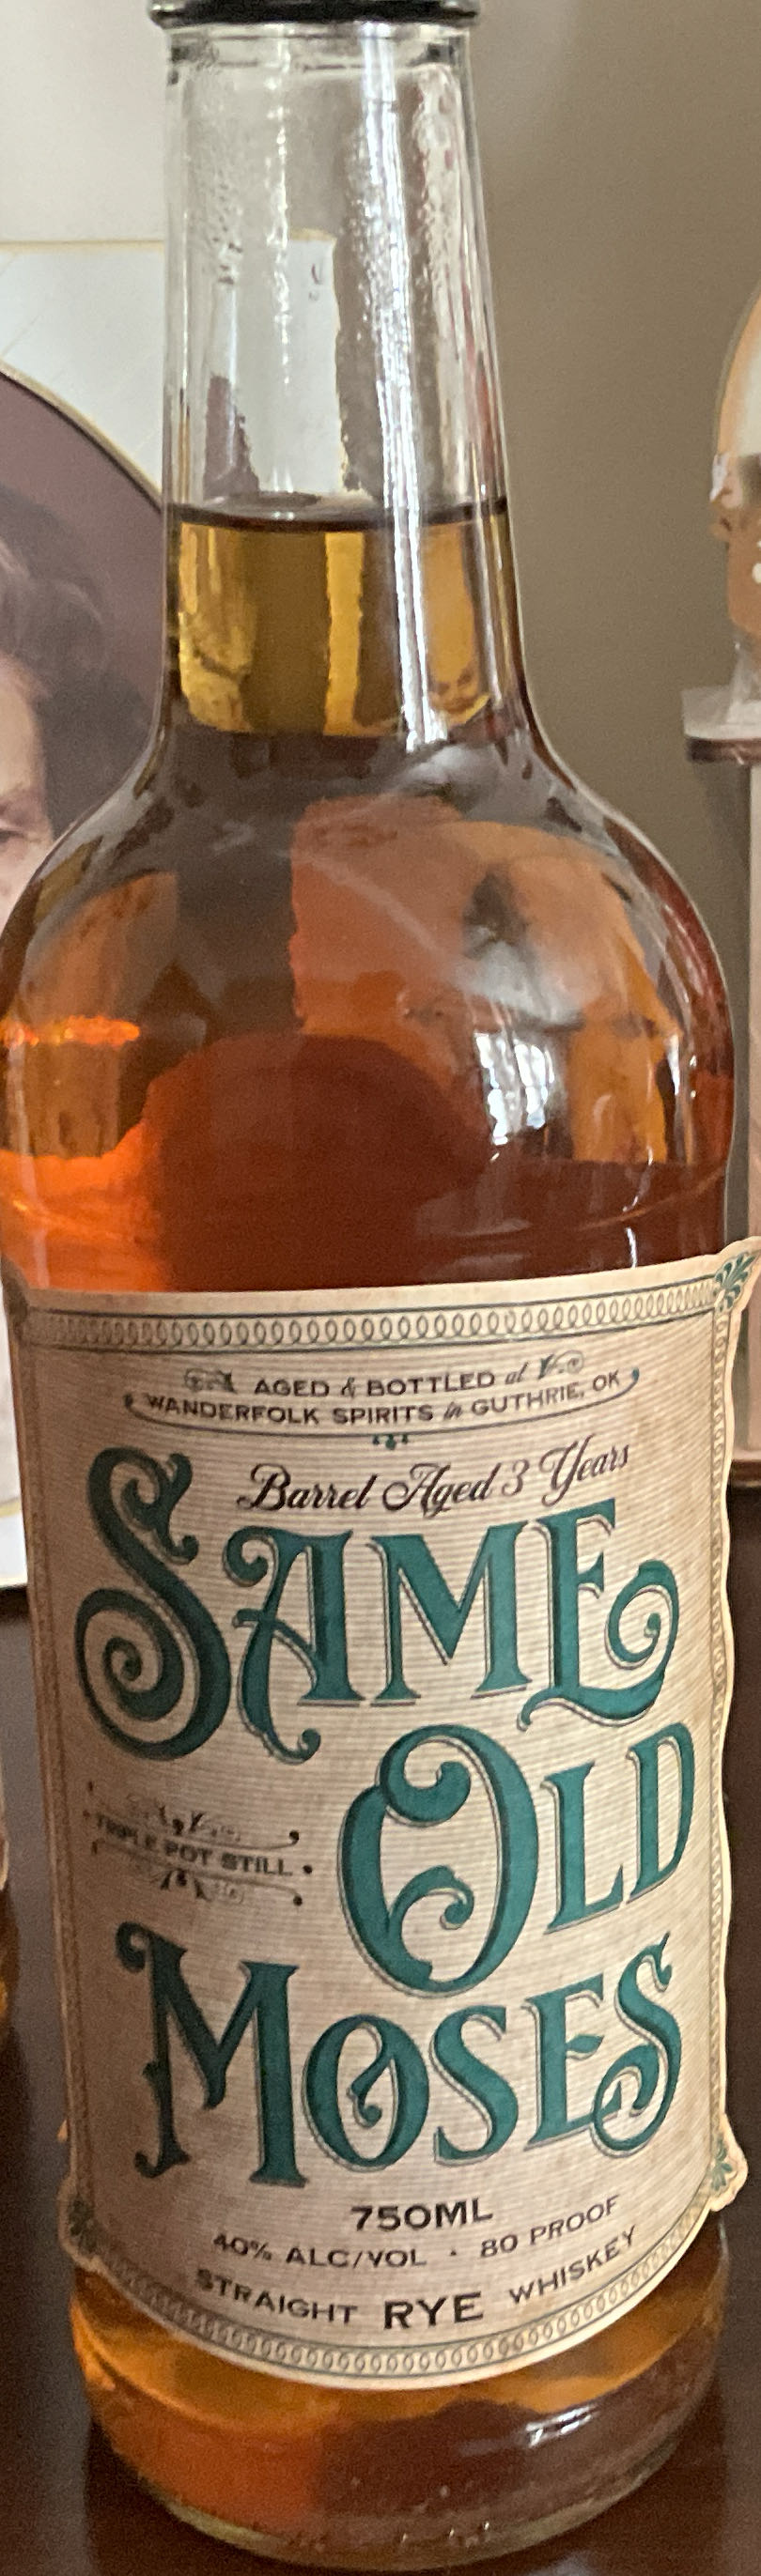 AGED & BOTTLED at
WANDERFOLK SPIRITS in GUTHRIE, OK
Barrel Aged 3 Years
SAME
OLD
TRIPLE POT STILL
MOSES
750ML
40% ALC/VOL · 80 PROOF
STRAIGHT RYE WHISKEY